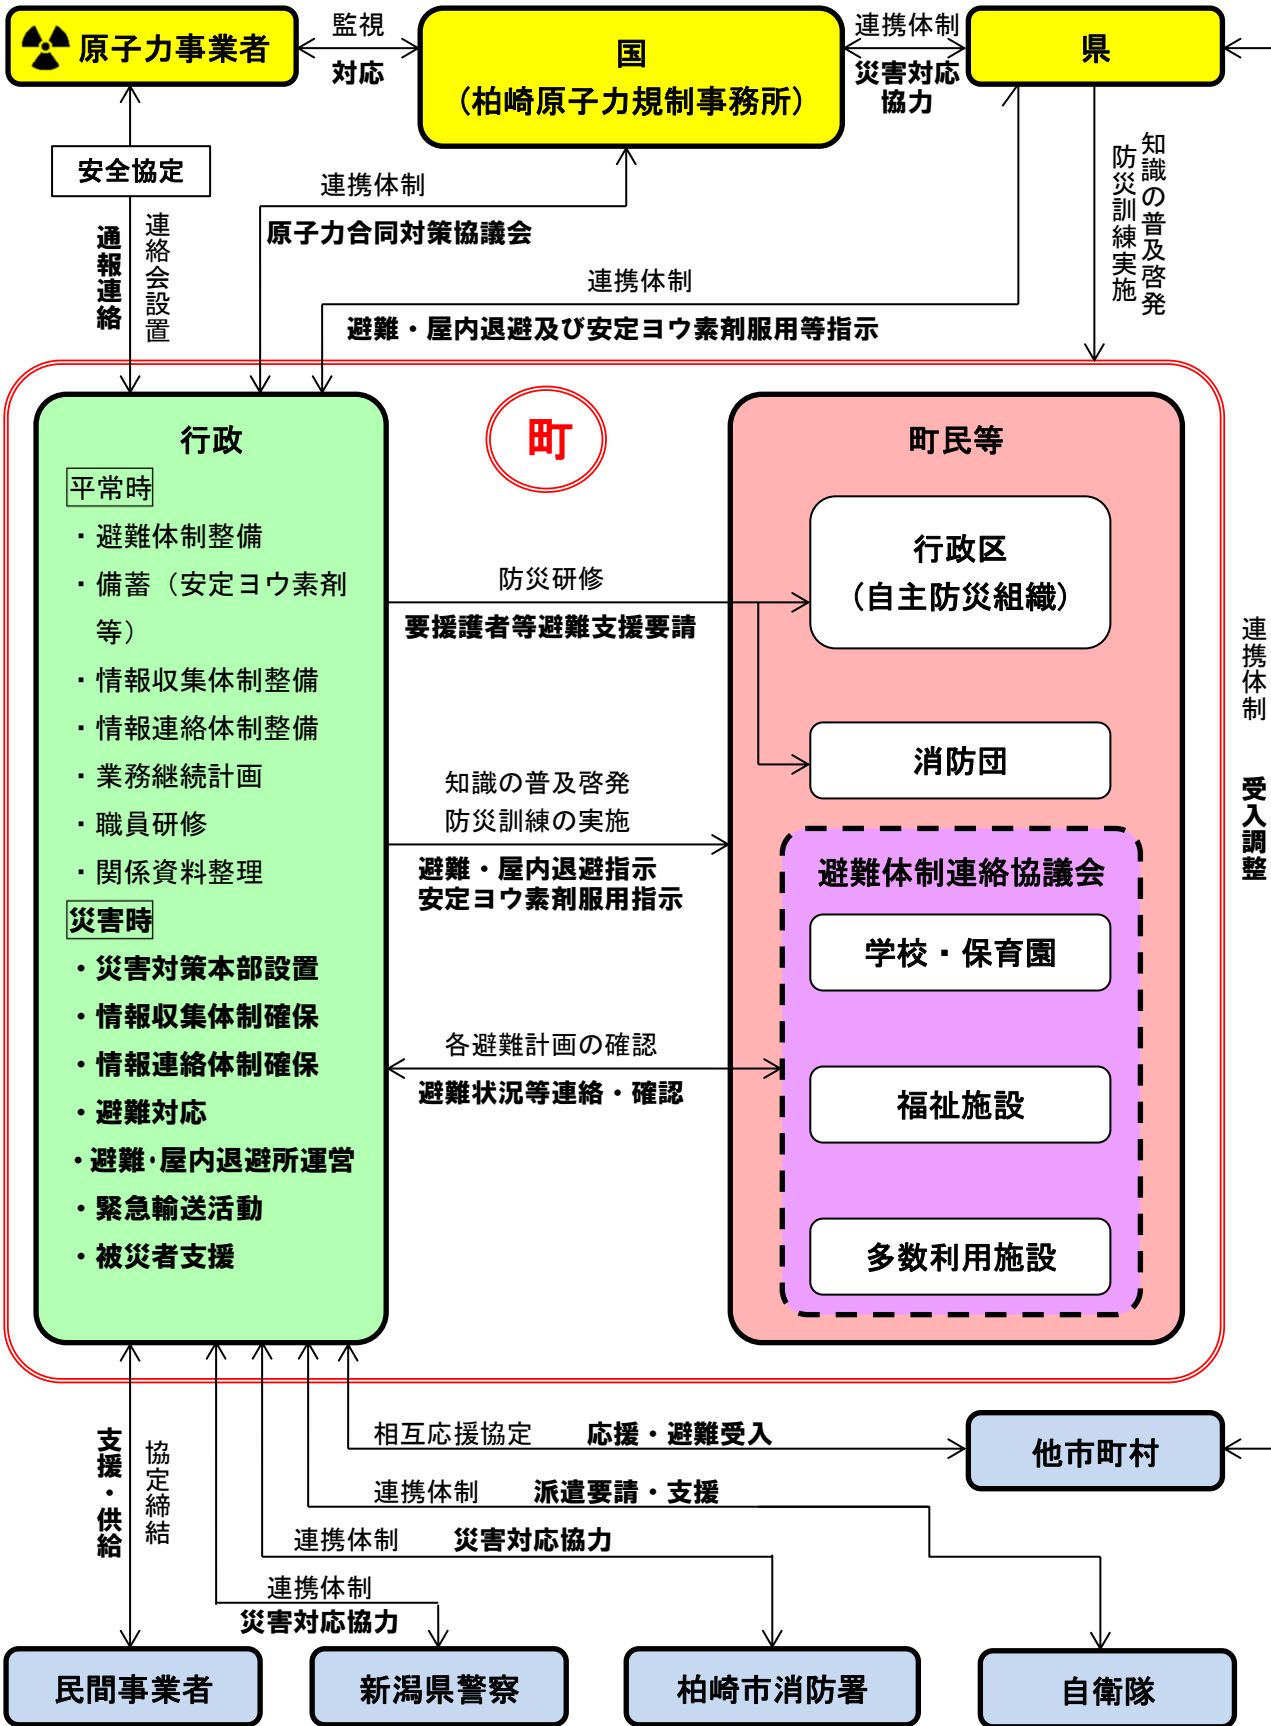 原子力事業者
監視
対応
国
（柏崎原子力規制事務所）
連携体制
災害対応
協力
県
安全協定
通報連絡
連絡会設置
連携体制
原子力合同対策協議会
連携体制
避難・屋内退避及び安定ヨウ素剤服用等指示
知識の普及啓発
防災訓練実施
町
行政
平常時
・避難体制整備
・備蓄（安定ヨウ素剤
等）
・情報収集体制整備
・情報連絡体制整備
・業務継続計画
・職員研修
・関係資料整理
災害時
・災害対策本部設置
・情報収集体制確保
・情報連絡体制確保
・避難対応
・避難・屋内退避所運営
・緊急輸送活動
・被災者支援
防災研修
要援護者等避難支援要請
知識の普及啓発
防災訓練の実施
避難・屋内退避指示
安定ヨウ素剤服用指示
各避難計画の確認
避難状況等連絡・確認
町民等
行政区
（自主防災組織）
消防団
避難体制連絡協議会
学校・保育園
福祉施設
多数利用施設
連携体制
受入調整
支援・供給
協定締結
相互応援協定
応援・避難受入
他市町村
連携体制
派遣要請・支援
連携体制
災害対応協力
連携体制
災害対応協力
民間事業者
新潟県警察
柏崎市消防署
自衛隊